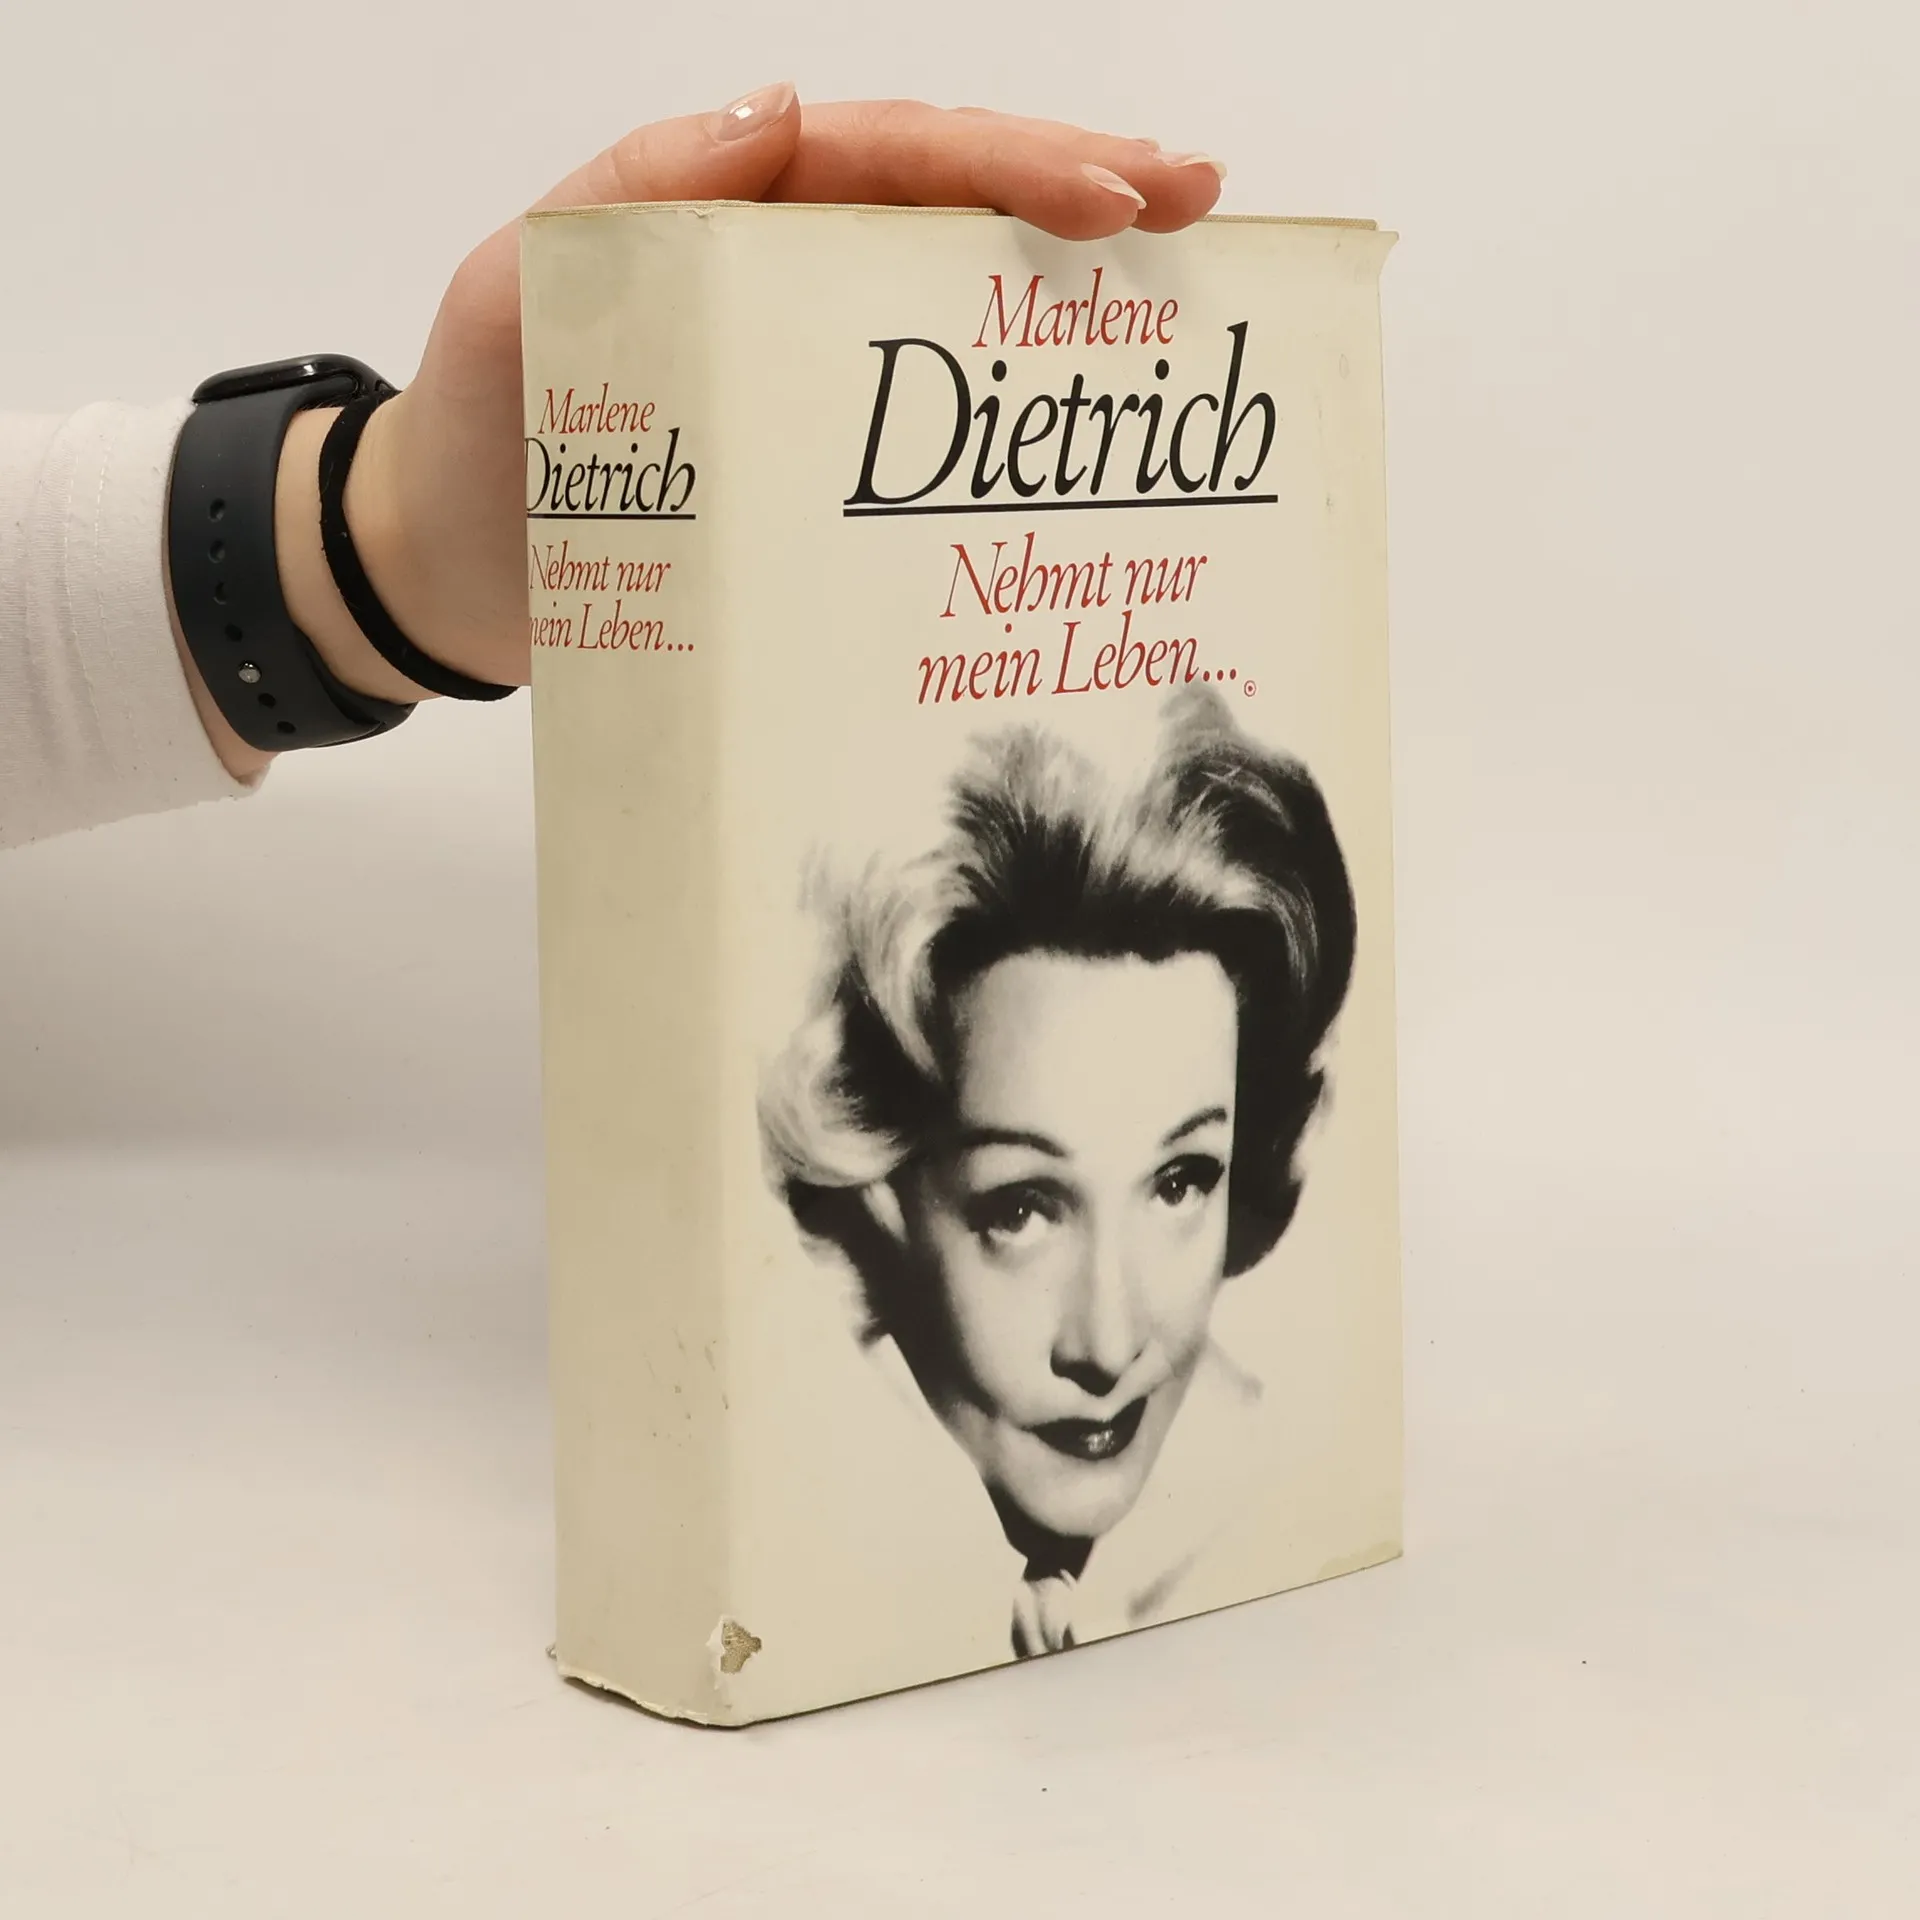 Marlene
Dietrich
Nehmt nur
mein Leben...
Marlene
Dietrich
Nehmt nur
mein Leben...